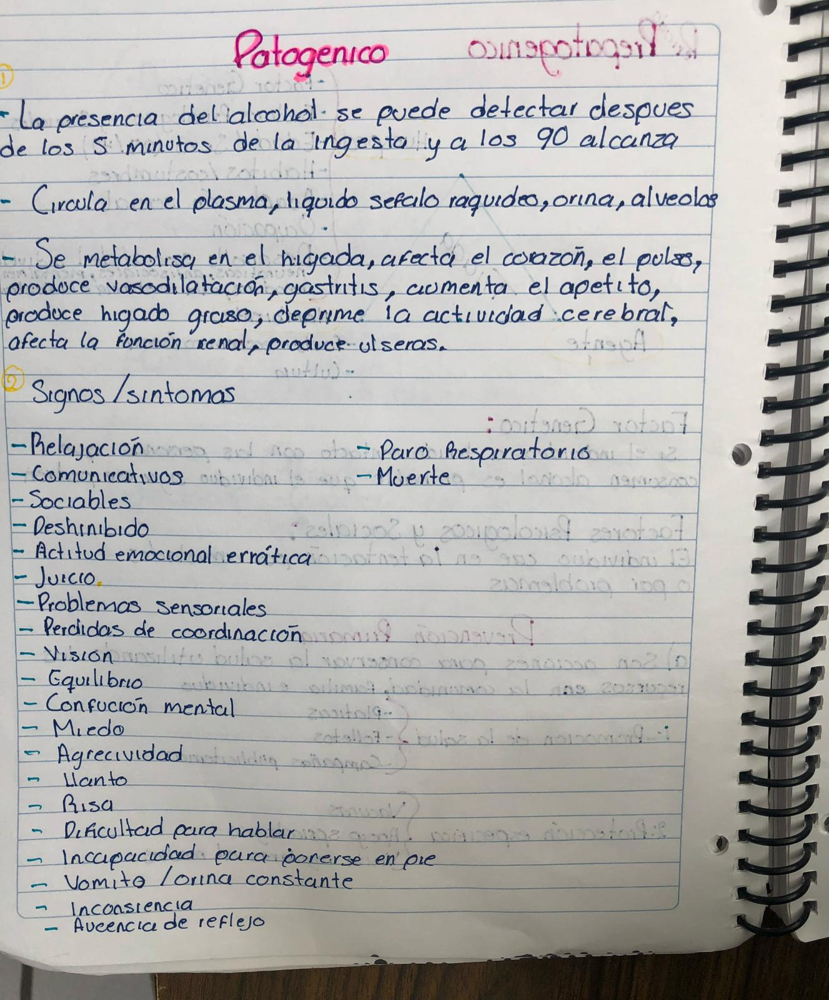 Patogenico
1
- La presencia del alcohol se puede detectar despues
de los 5 minutos de la ingesta y a los 90 alcanza
- Circula en el plasma, liquido sefalo raquideo, orina, alveolos
- Se metabolisa en el higada, afecta el corazón, el pulso,
produce vasodilatación, gastritis, aumenta el apetito,
produce higado graso, deprime la actividad cerebral,
afecta la función renal, produce ulseras.
2 Signos/sintomas
- Relajación
- Comunicativos
- Sociables
- Deshinibido
- Actitud emocional errática
- Juicio.
- Problemas sensoriales
- Perdidas de coordinación
- Vision
- Equilibrio
- Confución mental
- Miedo
- Agrecividad
- Llanto
- Risa
- Dificultad para hablar
- Incapacidad para ponerse en pie
- Vomito / orina constante
- Inconsiencia
- Aucencia de reflejo
- Paro Respiratorio
- Muerte